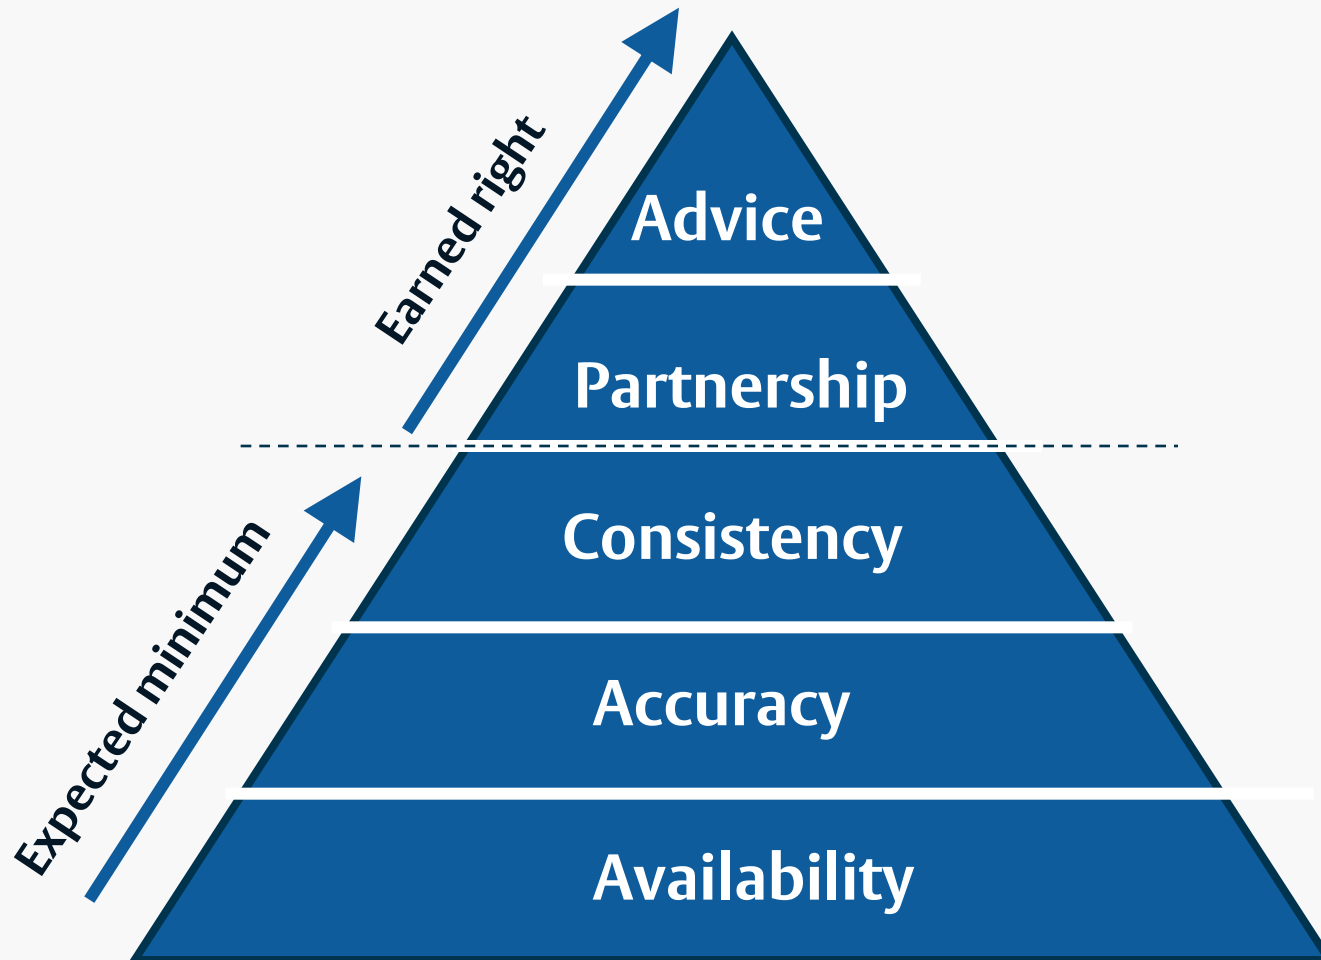 Earned right
Advice
Partnership
Expected minimum
Consistency
Accuracy
Availability